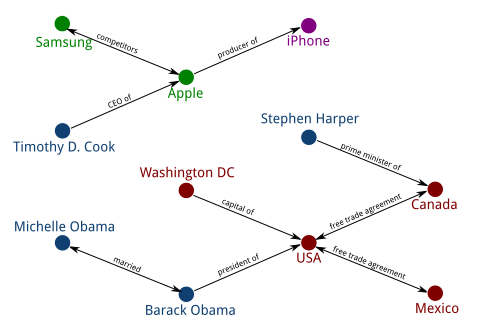 Samsung
competitors
iPhone
producer of
Apple
CEO of
Timothy D. Cook
Stephen Harper
prime minister of
Washington DC
capital of
free trade agreement
Canada
Michelle Obama
married
president of
USA
free trade agreement
Barack Obama
Mexico